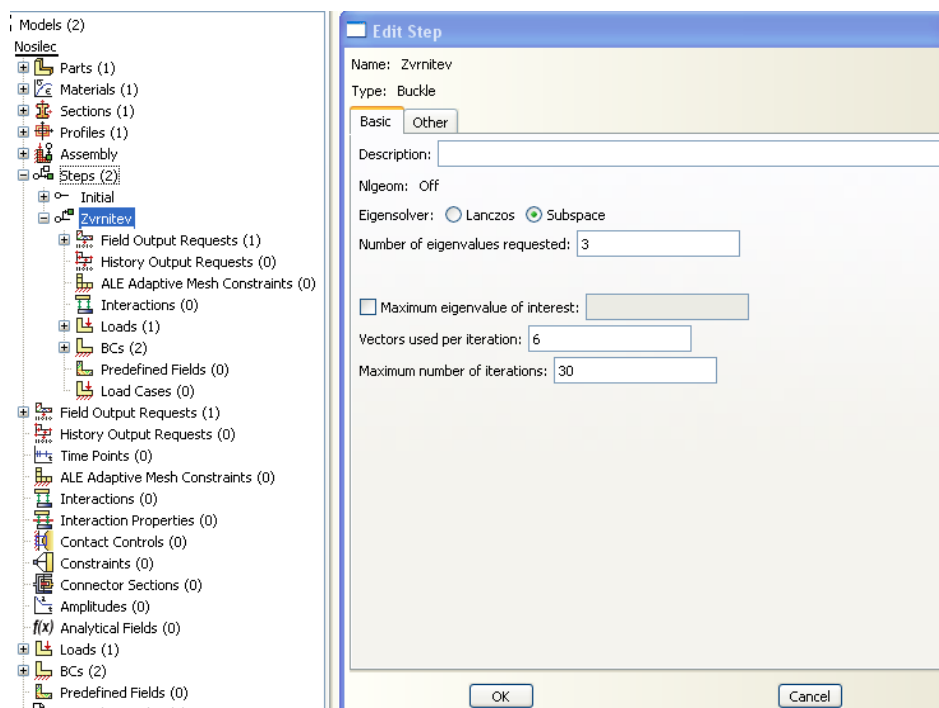 Models (2)
Nosilec
Parts (1)
Materials (1)
Sections (1)
Profiles (1)
Assembly
Steps (2)
Initial
Zvrnitev
Field Output Requests (1)
History Output Requests (0)
ALE Adaptive Mesh Constraints (0)
Interactions (0)
Loads (1)
BCs (2)
Predefined Fields (0)
Load Cases (0)
Field Output Requests (1)
History Output Requests (0)
Time Points (0)
ALE Adaptive Mesh Constraints (0)
Interactions (0)
Interaction Properties (0)
Contact Controls (0)
Constraints (0)
Connector Sections (0)
Amplitudes (0)
f(x) Analytical Fields (0)
Loads (1)
BCs (2)
Predefined Fields (0)
Edit Step
Name: Zvrnitev
Type: Buckle
Basic Other
Description:
Nlgeom: Off
Eigensolver: Lanczos Subspace
Number of eigenvalues requested: 3
Maximum eigenvalue of interest:
Vectors used per iteration: 6
Maximum number of iterations: 30
OK Cancel